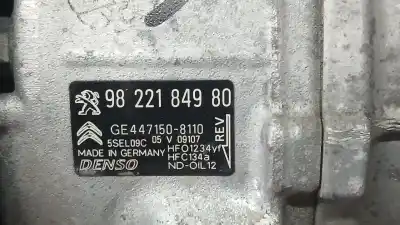 98 221 849 80
GE447150-8110
5SEL09C 05 V 09107
MADE IN GERMANY HFO1234yf
HFC134a
DENSO ND-OIL12
REV